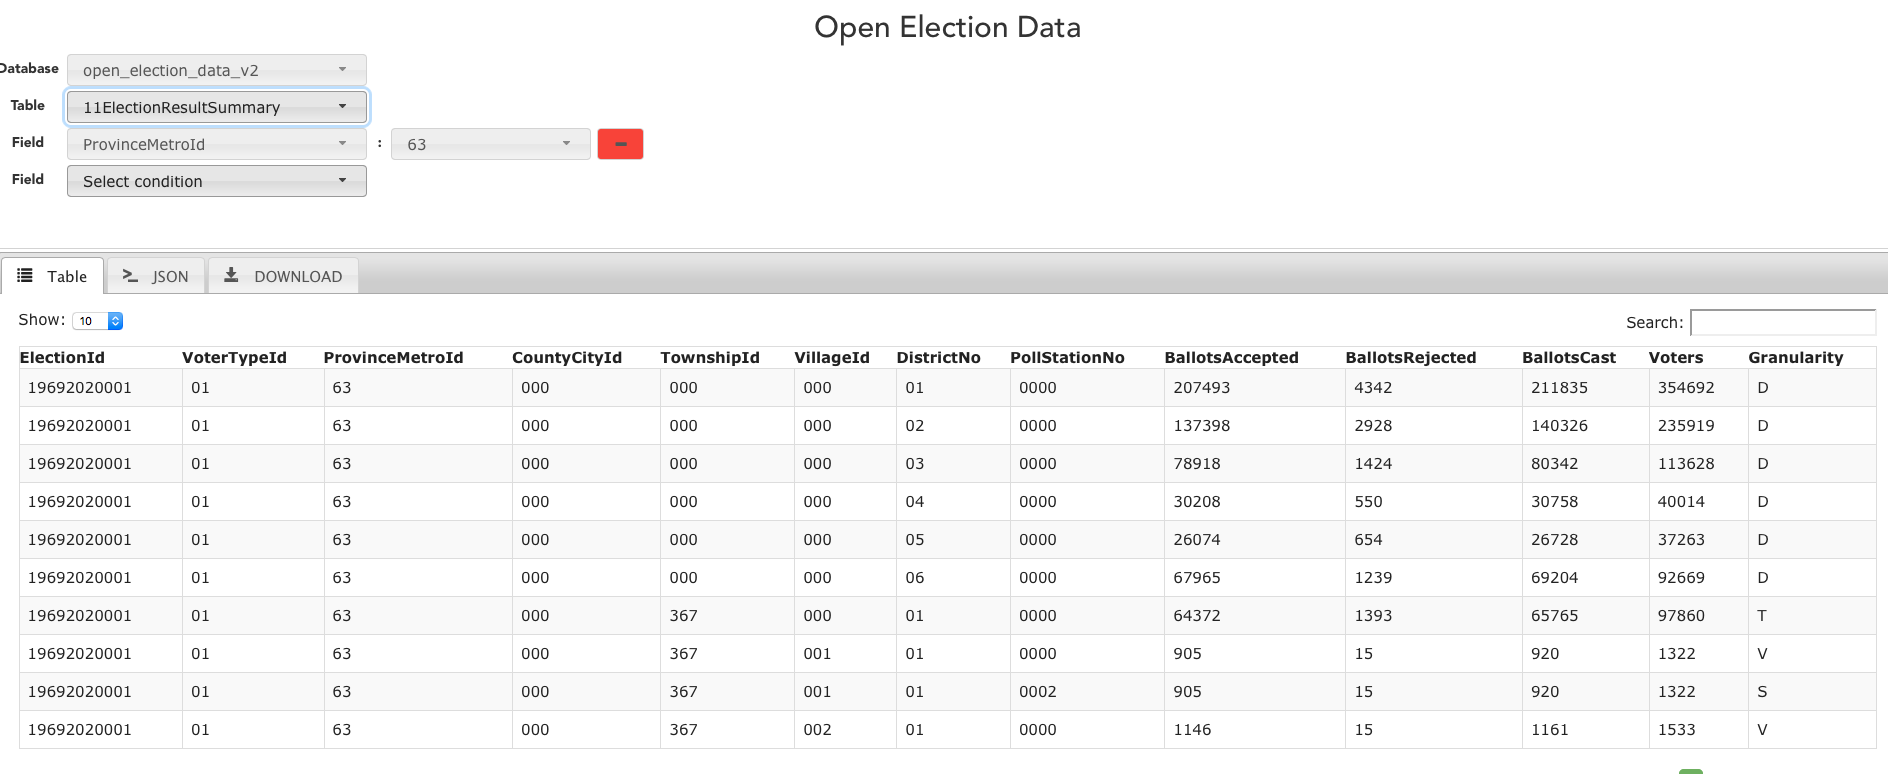 Open Election Data
Database open_election_data_v2
Table 11ElectionResultSummary
Field ProvinceMetroId : 63
Field Select condition
Table JSON DOWNLOAD
Show: 10 Search:
ElectionId VoterTypeId ProvinceMetroId CountyCityId TownshipId VillageId DistrictNo PollStationNo BallotsAccepted BallotsRejected BallotsCast Voters Granularity
19692020001 01 63 000 000 000 01 0000 207493 4342 211835 354692 D
19692020001 01 63 000 000 000 02 0000 137398 2928 140326 235919 D
19692020001 01 63 000 000 000 03 0000 78918 1424 80342 113628 D
19692020001 01 63 000 000 000 04 0000 30208 550 30758 40014 D
19692020001 01 63 000 000 000 05 0000 26074 654 26728 37263 D
19692020001 01 63 000 000 000 06 0000 67965 1239 69204 92669 D
19692020001 01 63 000 367 000 01 0000 64372 1393 65765 97860 T
19692020001 01 63 000 367 001 01 0000 905 15 920 1322 V
19692020001 01 63 000 367 001 01 0002 905 15 920 1322 S
19692020001 01 63 000 367 002 01 0000 1146 15 1161 1533 V